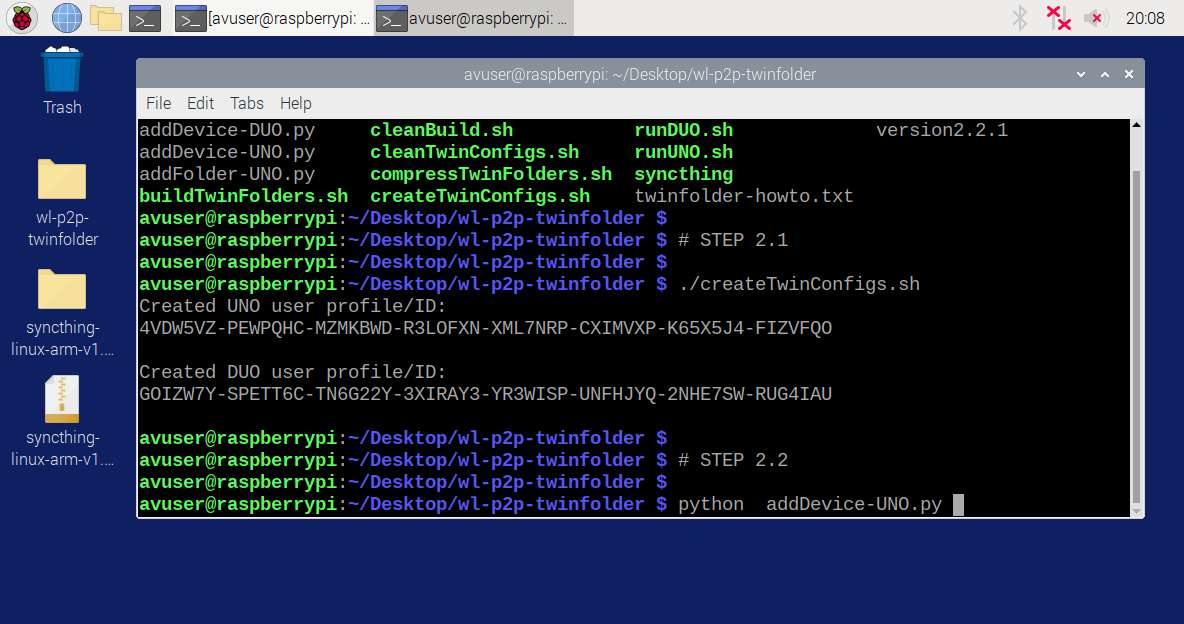 [avuser@raspberrypi: ...
avuser@raspberrypi: ~/...
20:08
Trash
wl-p2p-
twinfolder
syncthing-
linux-arm-v1....
syncthing-
linux-arm-v1....
avuser@raspberrypi: ~/Desktop/wl-p2p-twinfolder
File Edit Tabs Help
addDevice-DUO.py cleanBuild.sh runDUO.sh version2.2.1
addDevice-UNO.py cleanTwinConfigs.sh runUNO.sh
addFolder-UNO.py compressTwinFolders.sh syncthing
buildTwinFolders.sh createTwinConfigs.sh twinfolder-howto.txt
avuser@raspberrypi:~/Desktop/wl-p2p-twinfolder $
avuser@raspberrypi:~/Desktop/wl-p2p-twinfolder $ # STEP 2.1
avuser@raspberrypi:~/Desktop/wl-p2p-twinfolder $
avuser@raspberrypi:~/Desktop/wl-p2p-twinfolder $ ./createTwinConfigs.sh
Created UNO user profile/ID:
4VDW5VZ-PEWPQHC-MZMKBWD-R3LOFXN-XML7NRP-CXIMVXP-K65X5J4-FIZVFQO
Created DUO user profile/ID:
GOIZW7Y-SPETT6C-TN6G22Y-3XIRAY3-YR3WISP-UNFHJYQ-2NHE7SW-RUG4IAU
avuser@raspberrypi:~/Desktop/wl-p2p-twinfolder $
avuser@raspberrypi:~/Desktop/wl-p2p-twinfolder $ # STEP 2.2
avuser@raspberrypi:~/Desktop/wl-p2p-twinfolder $
avuser@raspberrypi:~/Desktop/wl-p2p-twinfolder $ python  addDevice-UNO.py